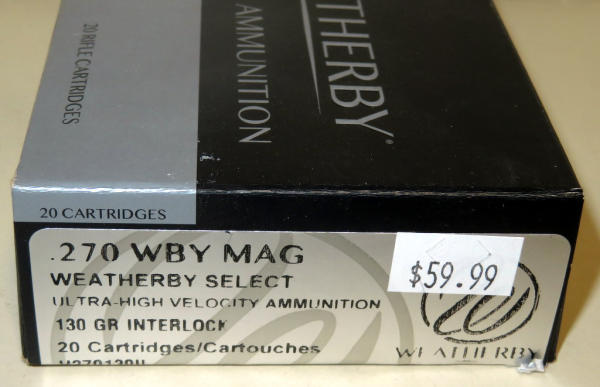 20 RIFLE CARTRIDGES
THERBY®
AMMUNITION
20 CARTRIDGES
.270 WBY MAG
WEATHERBY SELECT
ULTRA-HIGH VELOCITY AMMUNITION
130 GR INTERLOCK
20 Cartridges/Cartouches
$59.99
WEATHERBY